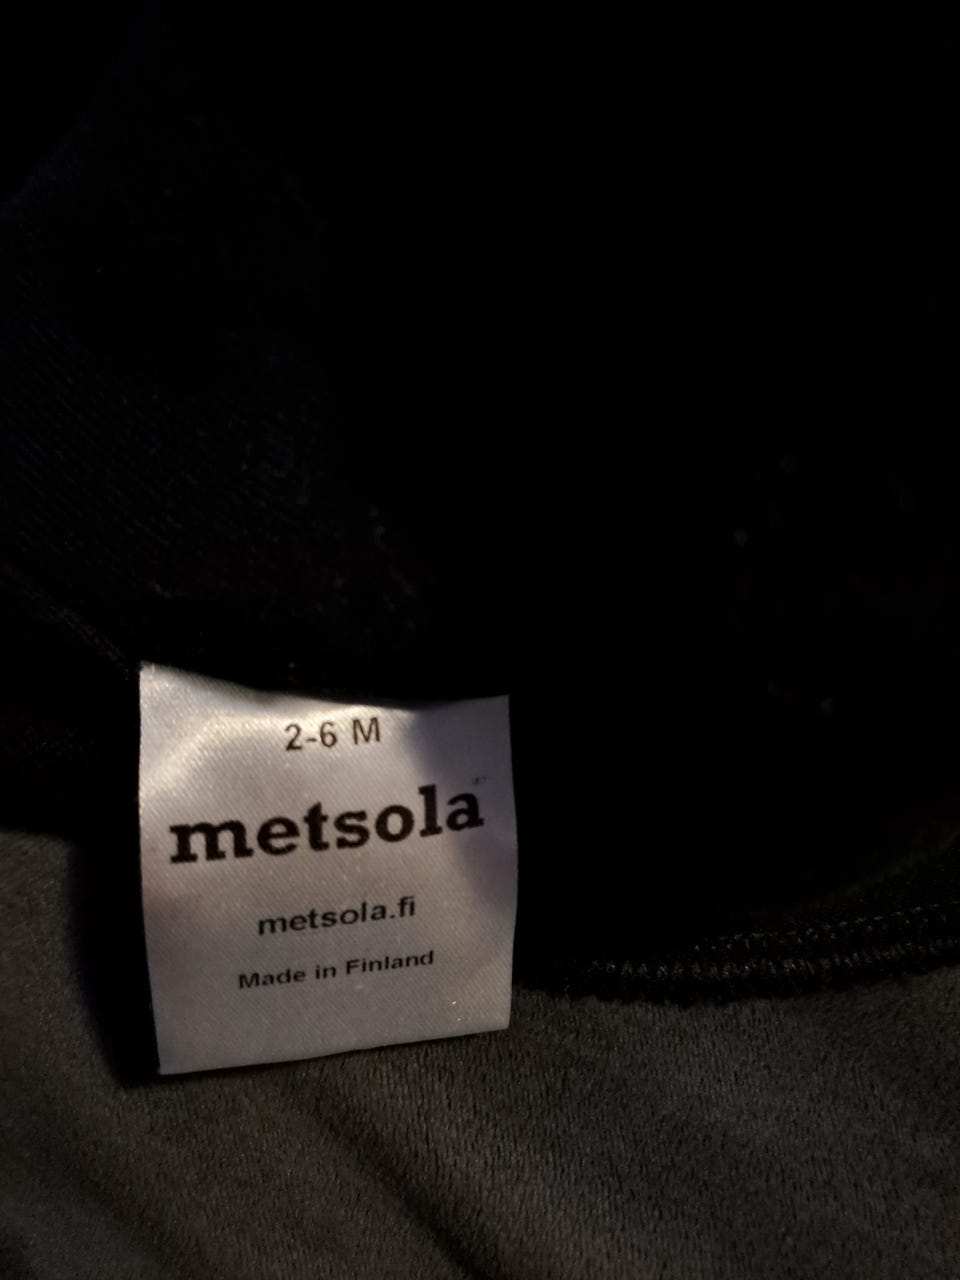 2-6 M
metsola
metsola.fi
Made in Finland